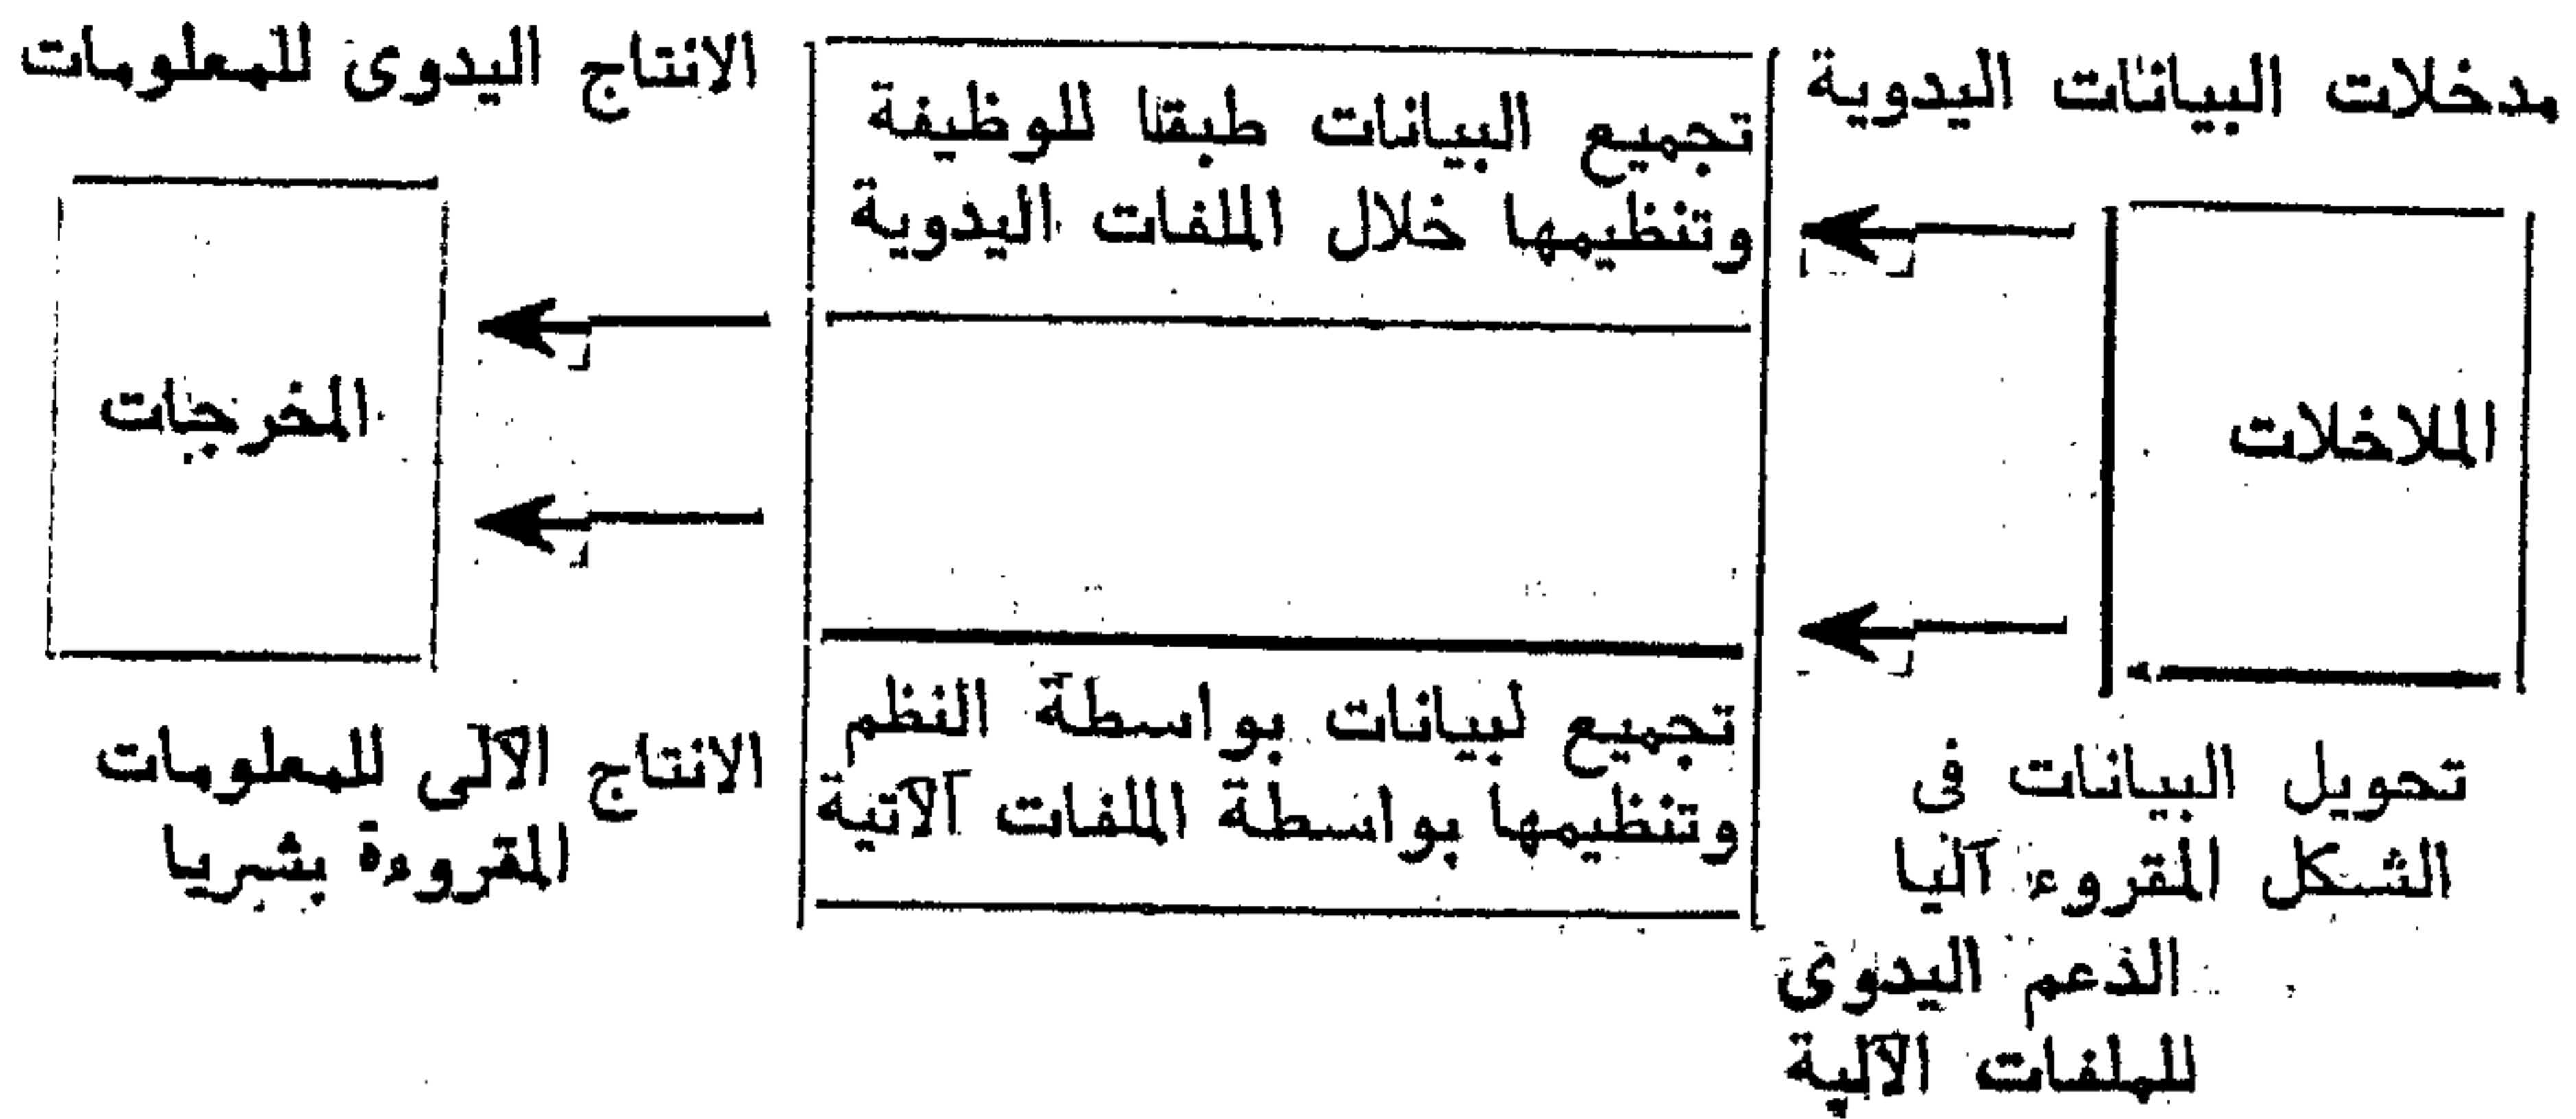 مدخلات البيانات اليدوية
الملاخلات
تحويل البيانات فى
الشكل المقروء آليا
الذعم اليدوى
للملفات الآلية
تجميع البيانات طبقا للوظيفة
وتنظيمها خلال الملفات اليدوية
تجميع لبيانات بواسطة النظم
وتنظيمها بواسطة الملفات آلاتية
الانتاج اليدوى للمعلومات
المخرجات
الانتاج الآلى للمعلومات
المقروءة بشريا